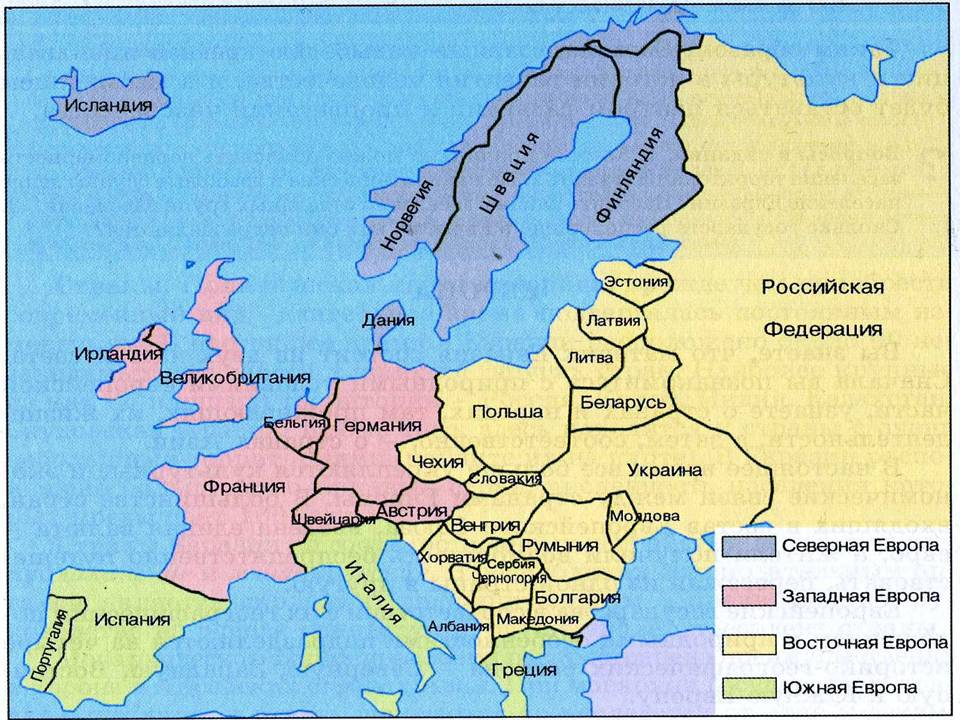 Исландия
Норвегия
Швеция
Финляндия
Эстония
Российская
Федерация
Дания
Латвия
Ирландия
Великобритания
Литва
Беларусь
Польша
Бельгия
Германия
Чехия
Словакия
Украина
Франция
Швейцария
Австрия
Венгрия
Молдова
Хорватия
Румыния
Сербия
Черногория
Италия
Болгария
Испания
Португалия
Албания
Македония
Греция
Северная Европа
Западная Европа
Восточная Европа
Южная Европа